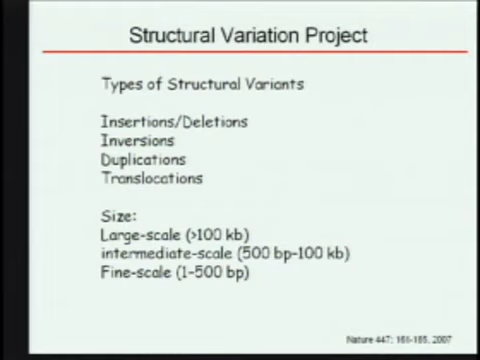 Structural Variation Project
Types of Structural Variants
Insertions/Deletions
Inversions
Duplications
Translocations
Size:
Large-scale (>100 kb)
intermediate-scale (500 bp-100 kb)
Fine-scale (1-500 bp)
Nature 447: 161-165, 2007